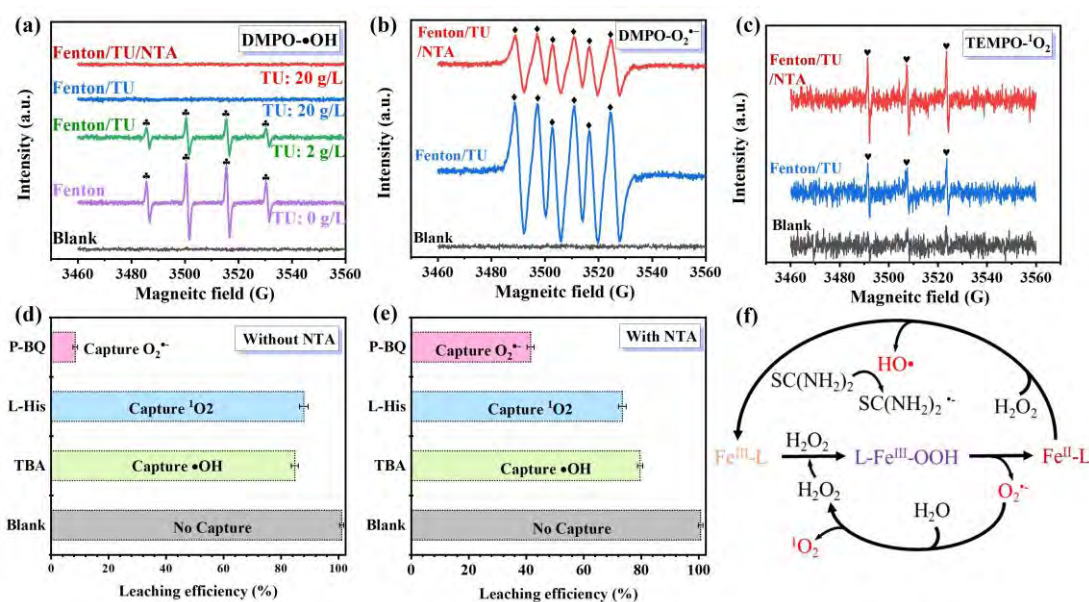 (a)
DMPO-●OH
Fenton/TU/NTA
TU: 20 g/L
Fenton/TU
TU: 20 g/L
Fenton/TU
TU: 2 g/L
Fenton
TU: 0 g/L
Blank
Intensity (a.u.)
3460 3480 3500 3520 3540 3560
Magneitc field (G)
(b)
DMPO-O₂•−
Fenton/TU
/NTA
Fenton/TU
Blank
Intensity (a.u.)
3460 3480 3500 3520 3540 3560
Magneitc field (G)
(c)
TEMPO-¹O₂
Fenton/TU
/NTA
Fenton/TU
Blank
Intensity (a.u.)
3460 3480 3500 3520 3540 3560
Magneitc field (G)
(d)
Without NTA
P-BQ
Capture O₂•−
L-His
Capture ¹O2
TBA
Capture ●OH
Blank
No Capture
0 20 40 60 80 100
Leaching efficiency (%)
(e)
With NTA
P-BQ
Capture O₂•−
L-His
Capture ¹O2
TBA
Capture ●OH
Blank
No Capture
0 20 40 60 80 100
Leaching efficiency (%)
(f)
HO•
SC(NH₂)₂
SC(NH₂)₂ •-
H₂O₂
H₂O₂
Feᴵᴵᴵ-L
L-Feᴵᴵᴵ-OOH
Feᴵᴵ-L
H₂O₂
O₂•−
H₂O
¹O₂